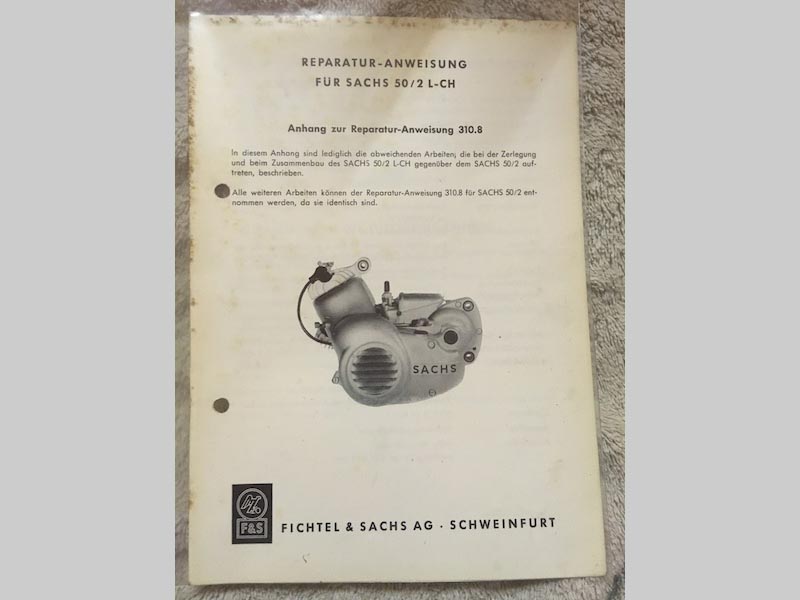 REPARATUR-ANWEISUNG
FÜR SACHS 50/2 L-CH
Anhang zur Reparatur-Anweisung 310.8
In diesem Anhang sind lediglich die abweichenden Arbeiten, die bei der Zerlegung
und beim Zusammenbau des SACHS 50/2 L-CH gegenüber dem SACHS 50/2 auf-
treten, beschrieben.
Alle weiteren Arbeiten können der Reparatur-Anweisung 310.8 für SACHS 50/2 ent-
nommen werden, da sie identisch sind.
SACHS
F&S
FICHTEL & SACHS AG · SCHWEINFURT